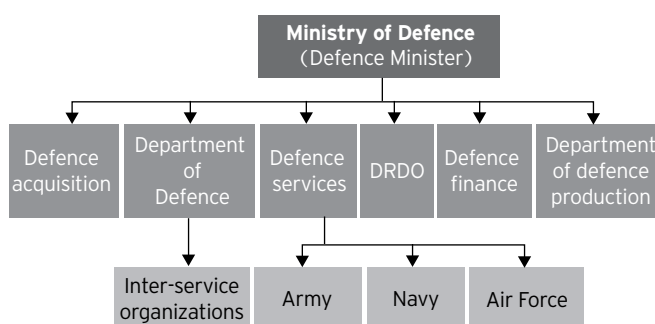 Ministry of Defence
(Defence Minister)
Defence
acquisition
Department
of
Defence
Defence
services
DRDO
Defence
finance
Department
of defence
production
Inter-service
organizations
Army
Navy
Air Force